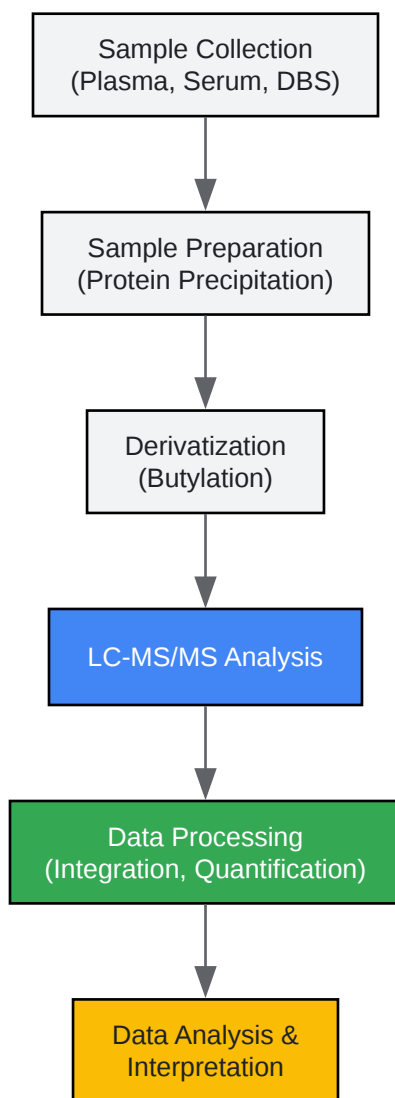 Sample Collection
(Plasma, Serum, DBS)
Sample Preparation
(Protein Precipitation)
Derivatization
(Butylation)
LC-MS/MS Analysis
Data Processing
(Integration, Quantification)
Data Analysis &
Interpretation